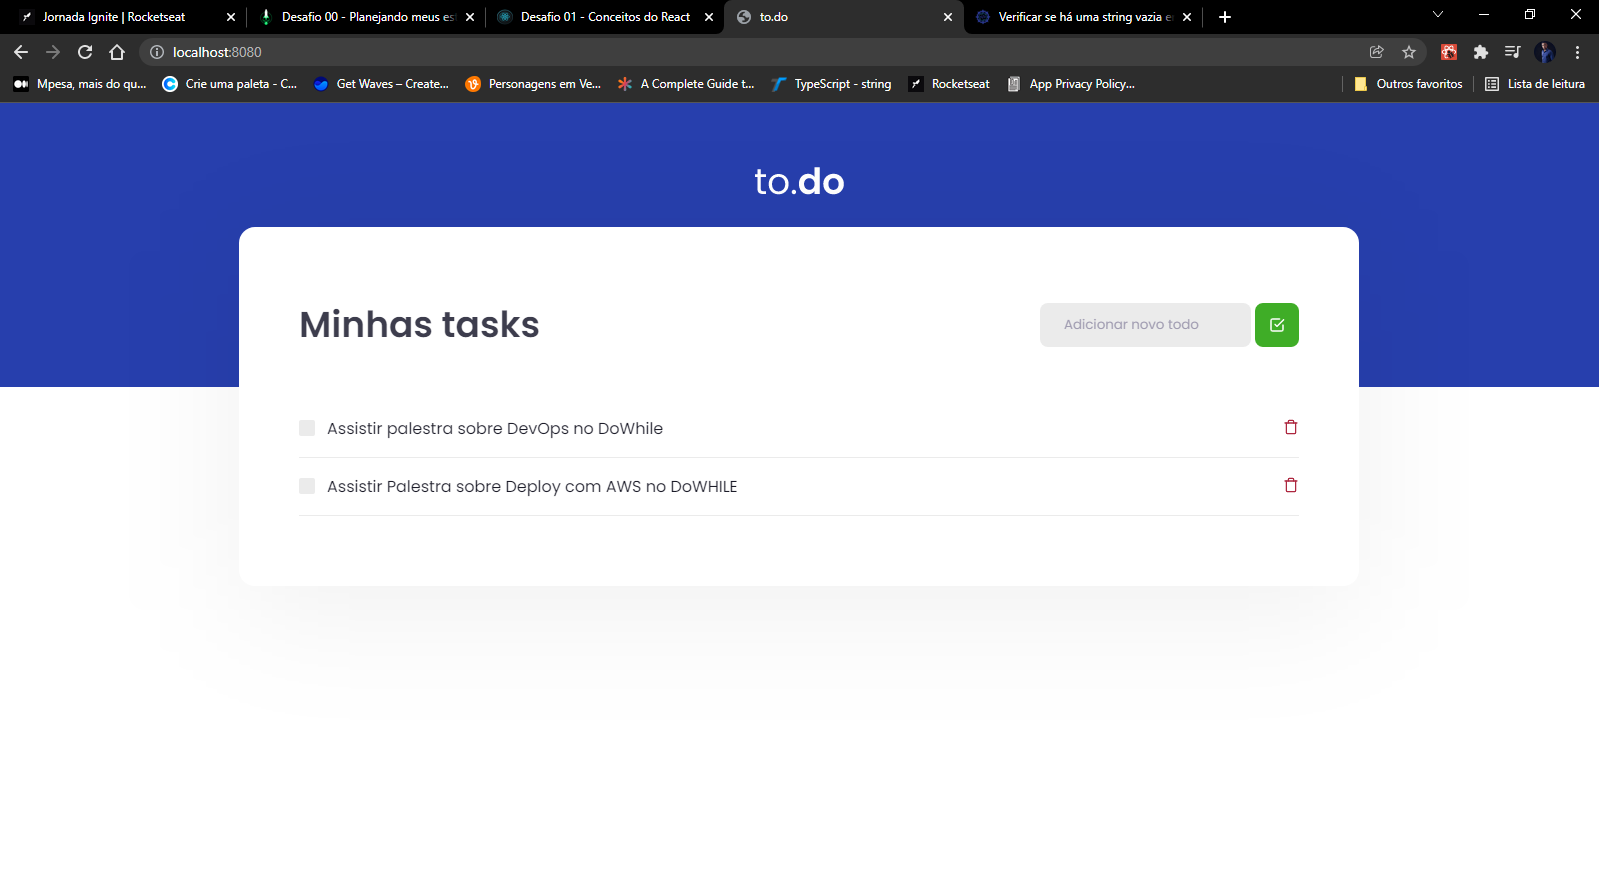 Jornada Ignite | Rocketseat
Desafio 00 - Planejando meus es
Desafio 01 - Conceitos do React
to.do
Verificar se há uma string vazia e
localhost:8080
Mpesa, mais do qu...
Crie uma paleta - C...
Get Waves – Create...
Personagens em Ve...
A Complete Guide t...
TypeScript - string
Rocketseat
App Privacy Policy...
Outros favoritos
Lista de leitura
to.do
Minhas tasks
Adicionar novo todo
Assistir palestra sobre DevOps no DoWhile
Assistir Palestra sobre Deploy com AWS no DoWHILE